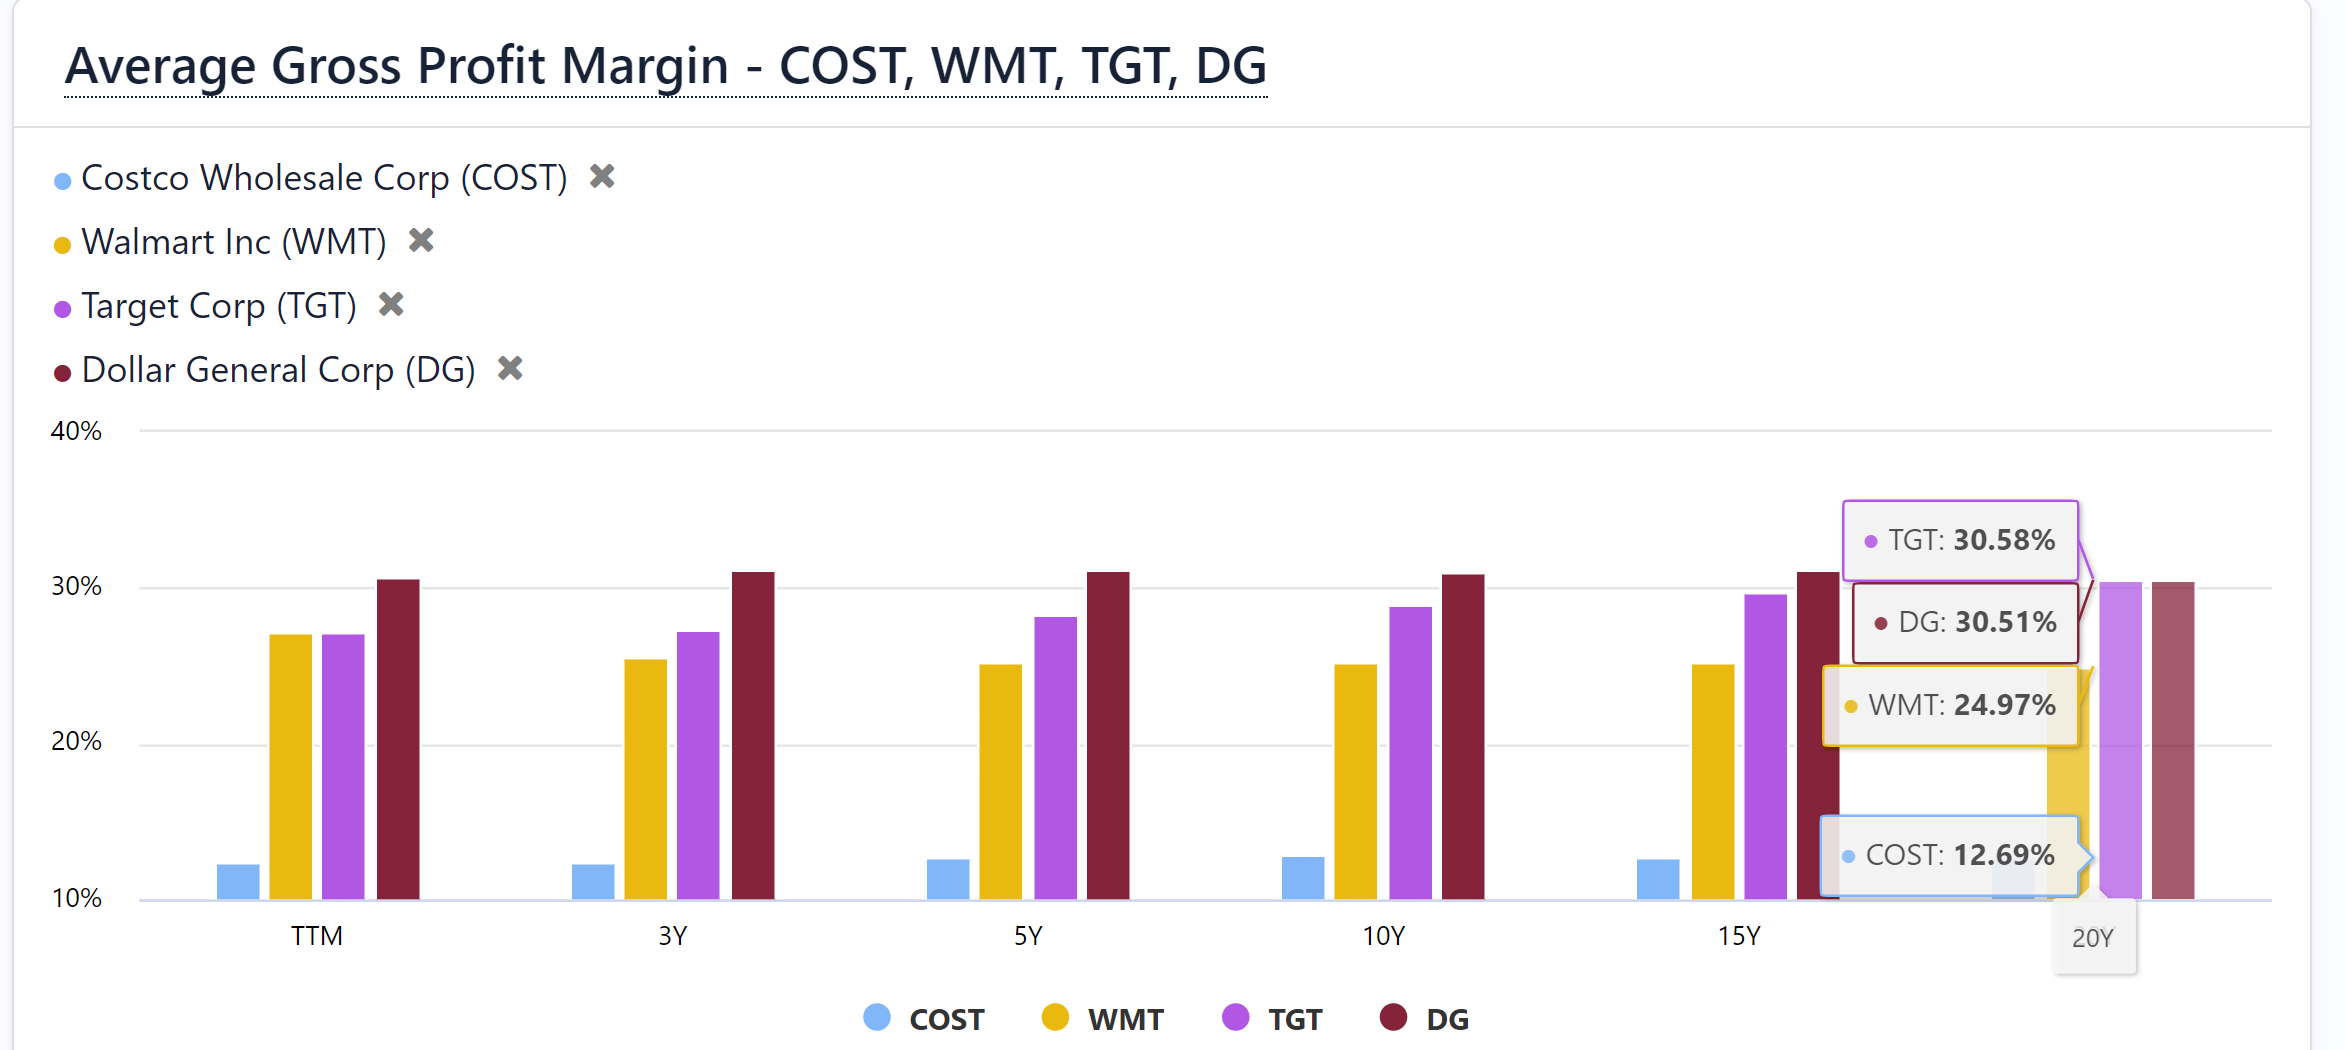 Average Gross Profit Margin - COST, WMT, TGT, DG
Costco Wholesale Corp (COST) ✖
Walmart Inc (WMT) ✖
Target Corp (TGT) ✖
Dollar General Corp (DG) ✖
40%
30%
20%
10%
TGT: 30.58%
DG: 30.51%
WMT: 24.97%
COST: 12.69%
TTM 3Y 5Y 10Y 15Y 20Y
COST WMT TGT DG